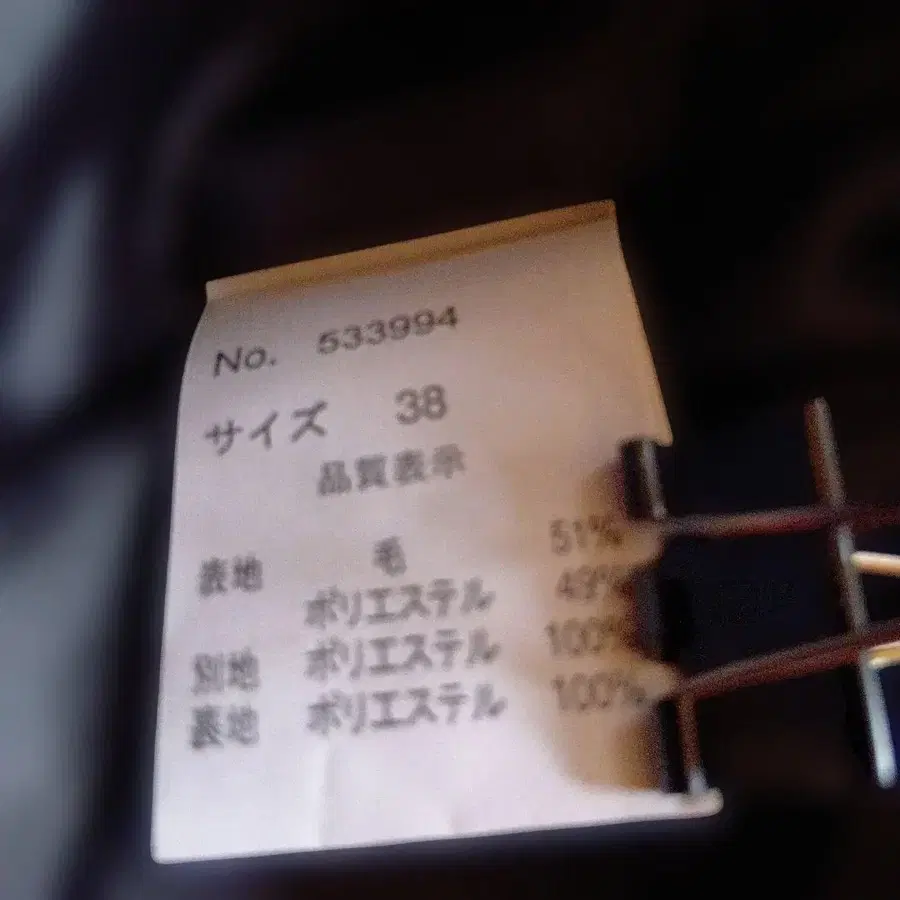 No. 533994
サイズ 38
品質表示
表地 毛 51%
ポリエステル 49%
別地 ポリエステル 100%
裏地 ポリエステル 100%